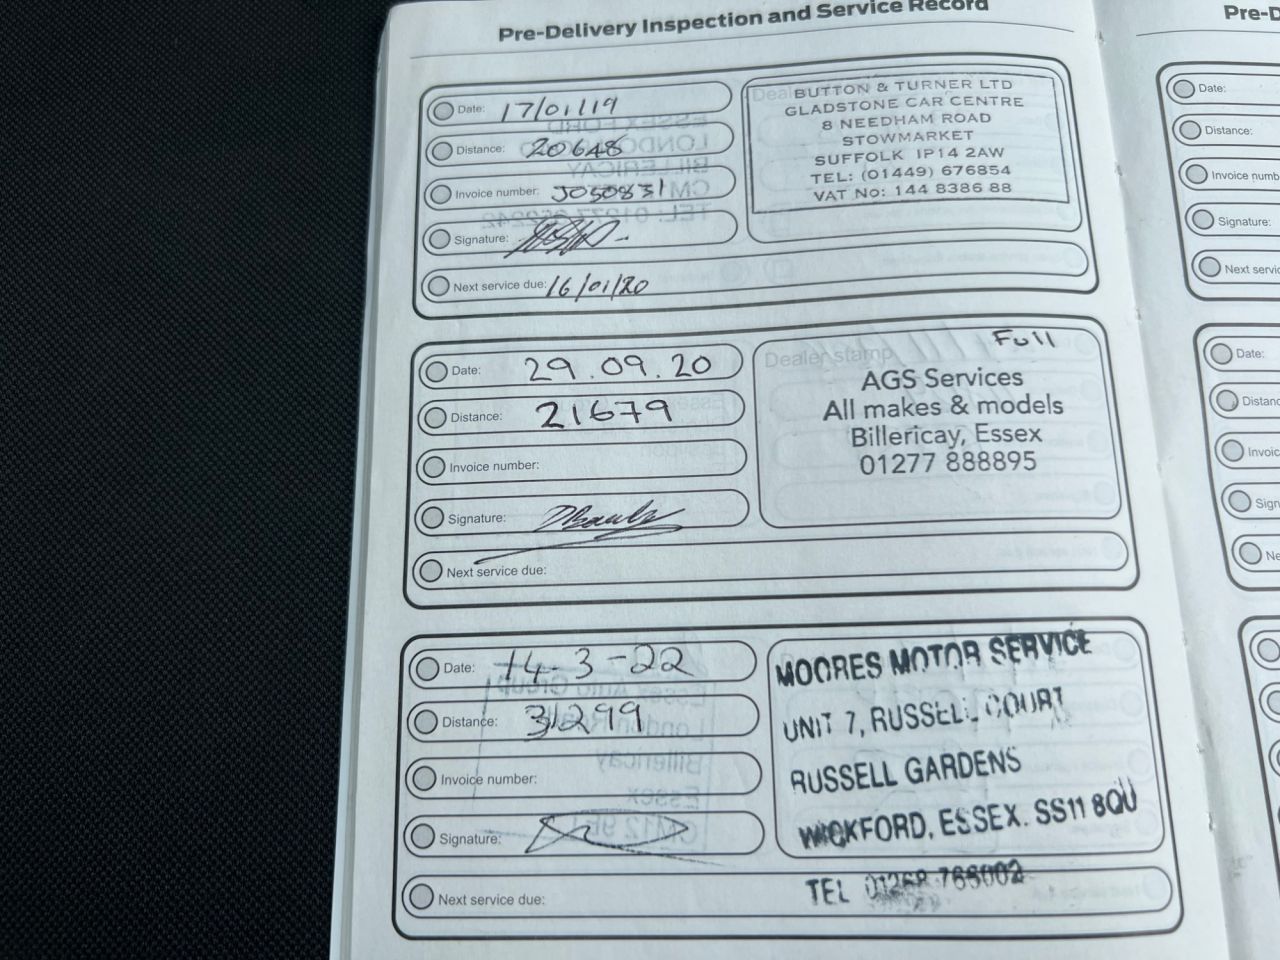 Pre-Delivery Inspection and Service Record
Date: 17/01/19
Distance: 20648
Invoice number: J050831
Signature:
Next service due: 16/01/20
Dealer
BUTTON & TURNER LTD
GLADSTONE CAR CENTRE
8 NEEDHAM ROAD
STOWMARKET
SUFFOLK IP14 2AW
TEL: (01449) 676854
VAT No: 144 8386 88
Date: 29.09.20
Distance: 21679
Invoice number:
Signature:
Next service due:
Full
Dealer stamp
AGS Services
All makes & models
Billericay, Essex
01277 888895
Date: 14-3-22
Distance: 31299
Invoice number:
Signature:
Next service due:
MOORES MOTOR SERVICE
UNIT 7, RUSSELL COURT
RUSSELL GARDENS
WICKFORD, ESSEX. SS11 8QU
TEL
Pre-D
Date:
Distance:
Invoice numb
Signature:
Next servic
Date:
Distanc
Invoic
Sign
Ne